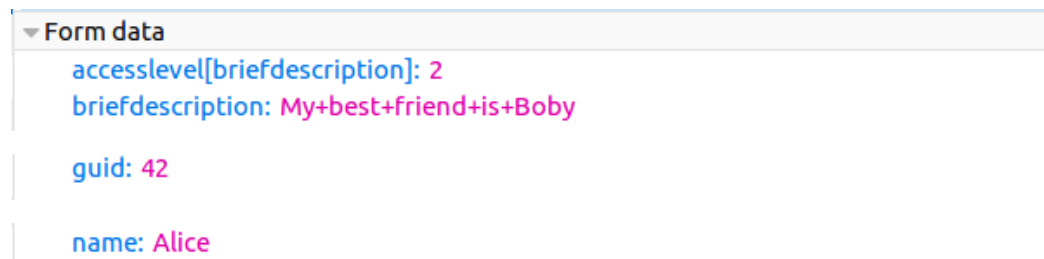 Form data
accesslevel[briefdescription]: 2
briefdescription: My+best+friend+is+Boby
guid: 42
name: Alice